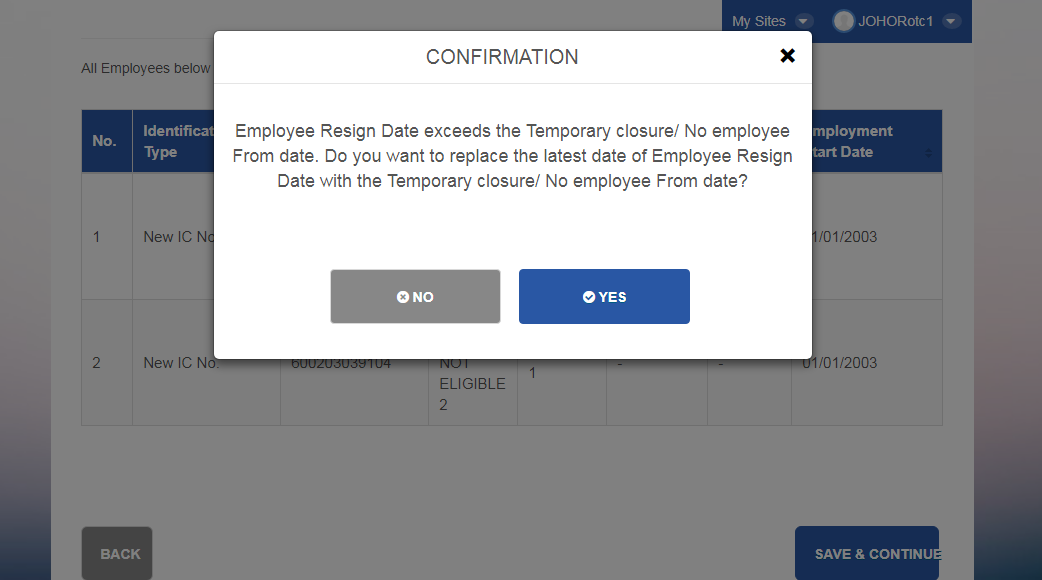 My Sites
JOHORotc1
CONFIRMATION
All Employees below
Employee Resign Date exceeds the Temporary closure/ No employee
From date. Do you want to replace the latest date of Employee Resign
Date with the Temporary closure/ No employee From date?
NO
YES
No.
Identificat
Type
mployment
tart Date
1
New IC No
1/01/2003
2
New IC No.
600203039104
NOT
ELIGIBLE
2
1
-
-
01/01/2003
BACK
SAVE & CONTINUE